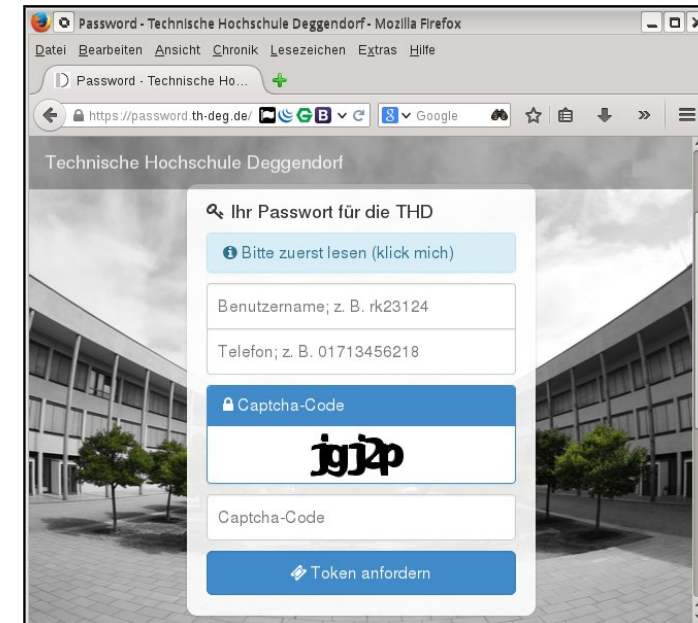 Password - Technische Hochschule Deggendorf - Mozilla Firefox
Datei Bearbeiten Ansicht Chronik Lesezeichen Extras Hilfe
Password - Technische Ho...
https://password.th-deg.de/ Google
Technische Hochschule Deggendorf
Ihr Passwort für die THD
Bitte zuerst lesen (klick mich)
Benutzername; z. B. rk23124
Telefon; z. B. 01713456218
Captcha-Code
jgj2p
Captcha-Code
Token anfordern